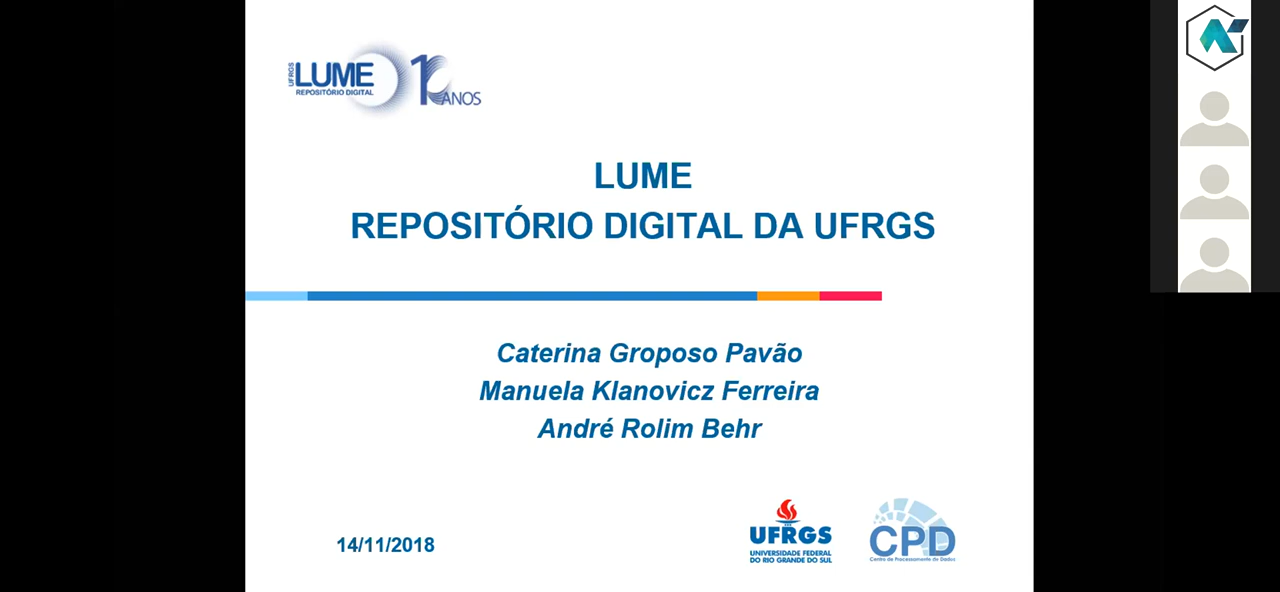 UFRGS
LUME
REPOSITÓRIO DIGITAL
10 ANOS
LUME
REPOSITÓRIO DIGITAL DA UFRGS
Caterina Groposo Pavão
Manuela Klanovicz Ferreira
André Rolim Behr
14/11/2018
UFRGS
UNIVERSIDADE FEDERAL
DO RIO GRANDE DO SUL
CPD
Centro de Processamento de Dados